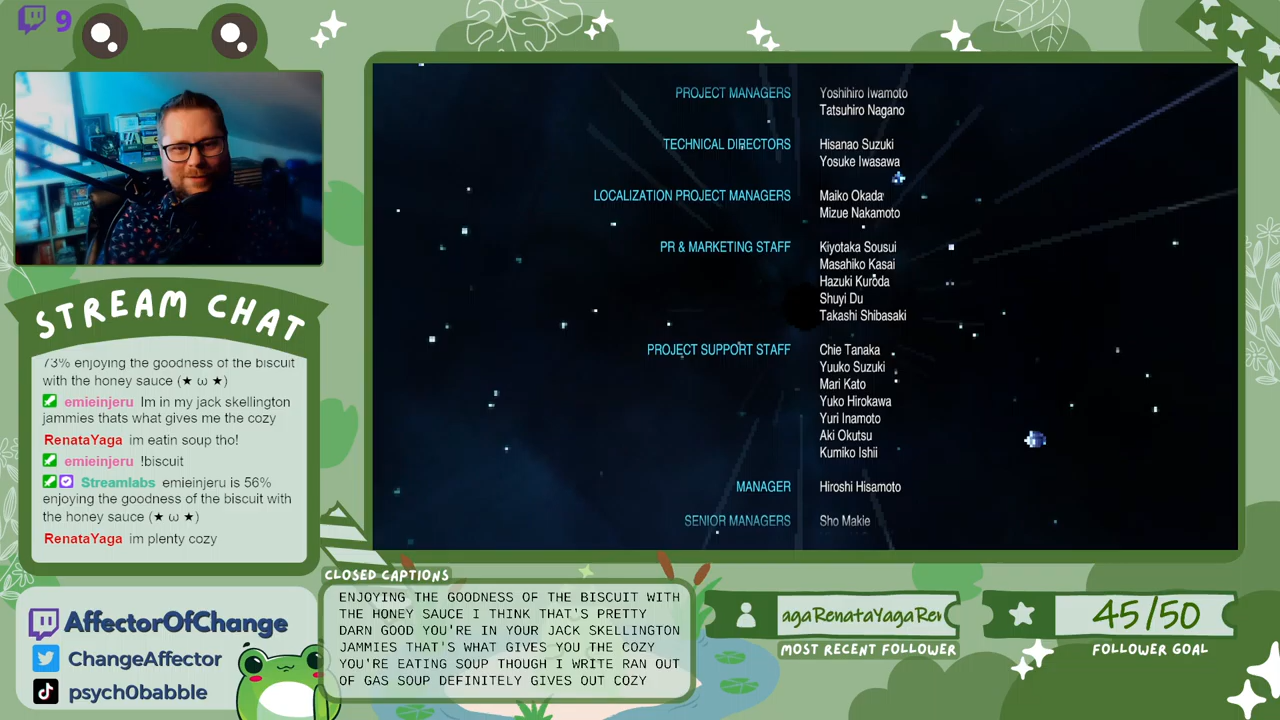 9
PROJECT MANAGERS Yoshihiro Iwamoto
Tatsuhiro Nagano
TECHNICAL DIRECTORS Hisanao Suzuki
Yosuke Iwasawa
LOCALIZATION PROJECT MANAGERS Maiko Okada
Mizue Nakamoto
PR & MARKETING STAFF Kiyotaka Sousui
Masahiko Kasai
Hazuki Kuroda
Shuyi Du
Takashi Shibasaki
PROJECT SUPPORT STAFF Chie Tanaka
Yuuko Suzuki
Mari Kato
Yuko Hirokawa
Yuri Inamoto
Aki Okutsu
Kumiko Ishii
MANAGER Hiroshi Hisamoto
SENIOR MANAGERS Sho Makie
STREAM CHAT
73% enjoying the goodness of the biscuit
with the honey sauce (★ ω ★)
emieinjeru Im in my jack skellington
jammies thats what gives me the cozy
RenataYaga im eatin soup tho!
emieinjeru !biscuit
Streamlabs emieinjeru is 56%
enjoying the goodness of the biscuit with
the honey sauce (★ ω ★)
RenataYaga im plenty cozy
AffectorOfChange
ChangeAffector
psych0babble
CLOSED CAPTIONS
ENJOYING THE GOODNESS OF THE BISCUIT WITH
THE HONEY SAUCE I THINK THAT'S PRETTY
DARN GOOD YOU'RE IN YOUR JACK SKELLINGTON
JAMMIES THAT'S WHAT GIVES YOU THE COZY
YOU'RE EATING SOUP THOUGH I WRITE RAN OUT
OF GAS SOUP DEFINITELY GIVES OUT COZY
agaRenataYagaRe
MOST RECENT FOLLOWER
45/50
FOLLOWER GOAL